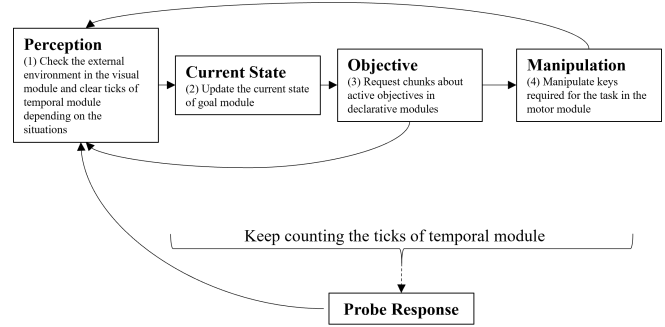 Perception
(1) Check the external
environment in the visual
module and clear ticks of
temporal module
depending on the
situations
Current State
(2) Update the current state
of goal module
Objective
(3) Request chunks about
active objectives in
declarative modules
Manipulation
(4) Manipulate keys
required for the task in the
motor module
Keep counting the ticks of temporal module
Probe Response